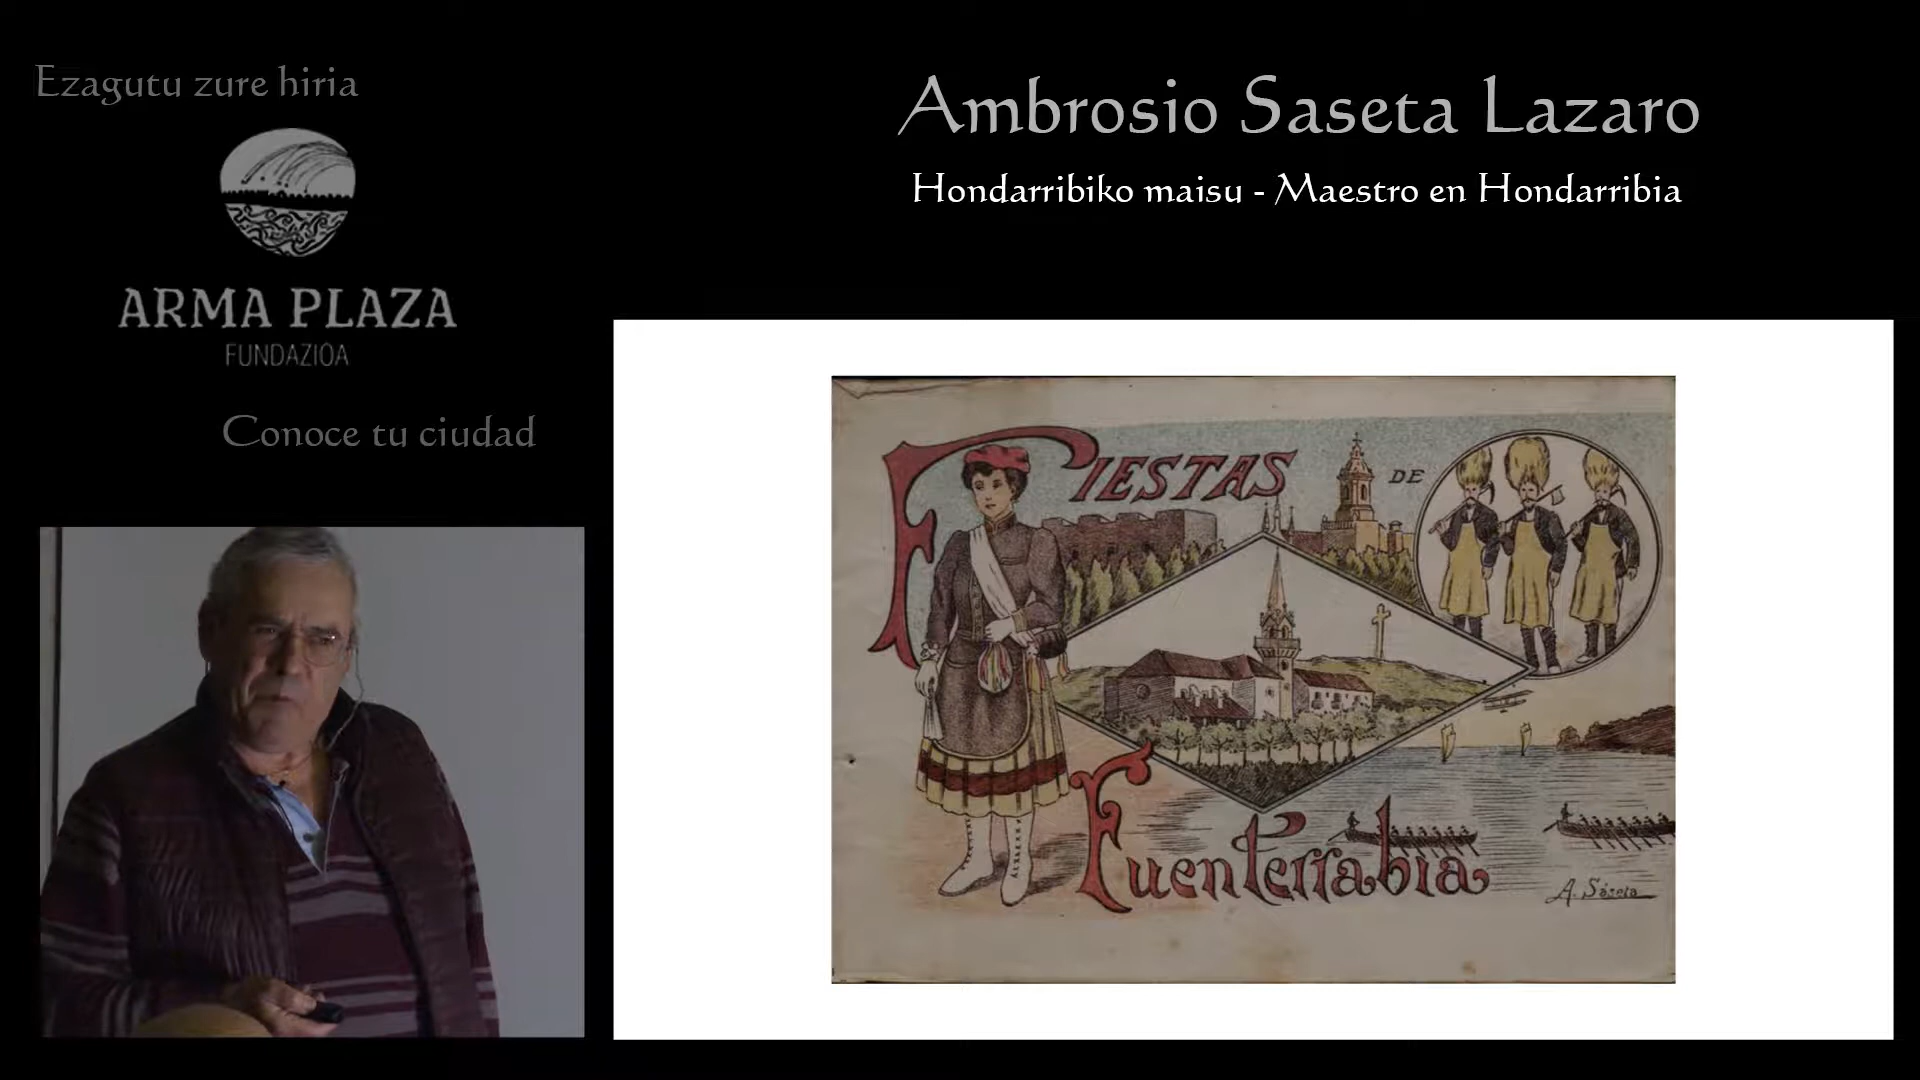 Ezagutu zure hiria
ARMA PLAZA
FUNDAZIOA
Conoce tu ciudad
Ambrosio Saseta Lazaro
Hondarribiko maisu - Maestro en Hondarribia
FIESTAS DE
Fuenterrabia
A. Saseta